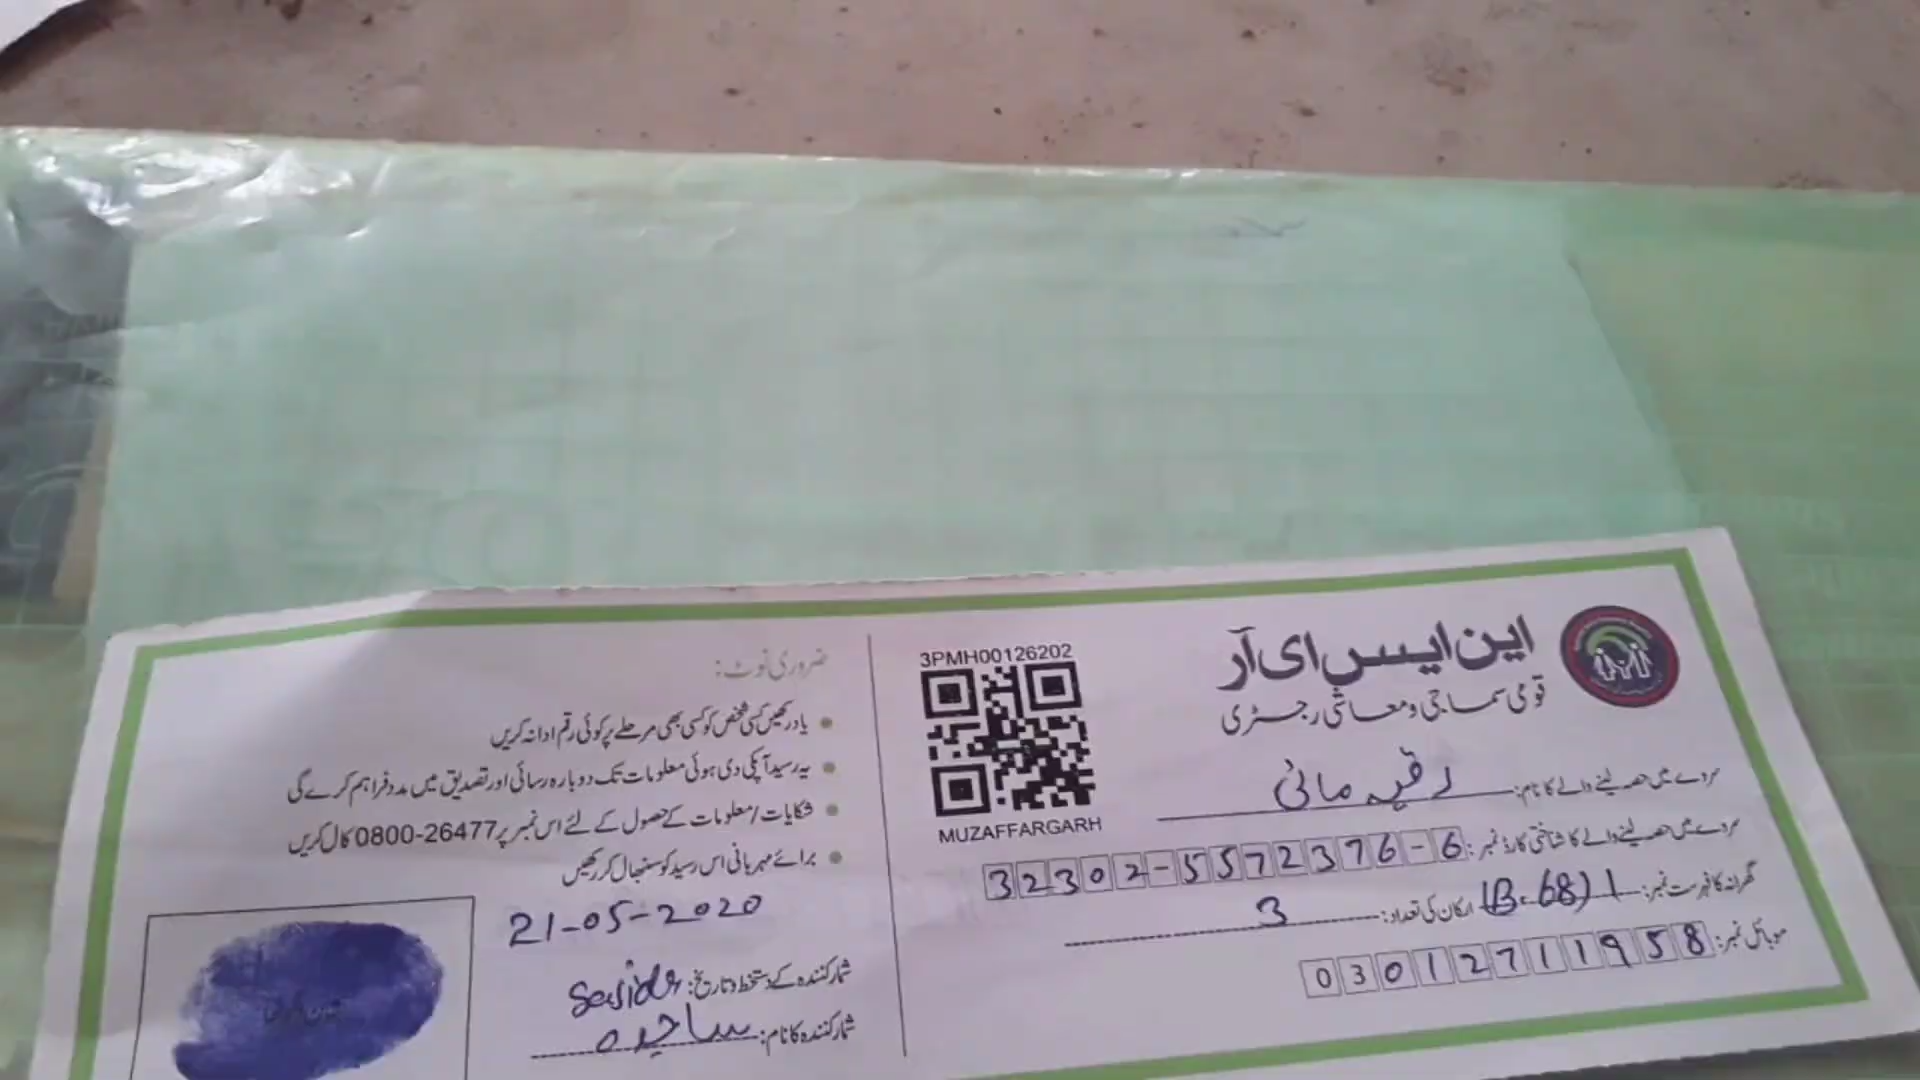 این ایس ای آر
قومی سماجی و معاشی رجسٹری
3PMH00126202
MUZAFFARGARH
سروے میں حصہ لینے والے کا نام: رقیہ مائی
سروے میں حصہ لینے والے کا شناختی کارڈ نمبر: 32302-5572376-6
گھرانہ کا فہرست نمبر: 1(B-68) ارکان کی تعداد: 3
موبائل نمبر: 03012711958
ضروری نوٹ:
یاد رکھیں کسی شخص کو کسی بھی مرحلے پر کوئی رقم ادا نہ کریں
یہ رسید آپکی دی ہوئی معلومات تک دوبارہ رسائی اور تصدیق میں مدد فراہم کرے گی
شکایات/معلومات کے حصول کے لئے اس نمبر پر 0800-26477 کال کریں
برائے مہربانی اس رسید کو سنبھال کر رکھیں
21-05-2020
شمار کنندہ کے دستخط و تاریخ: Sajida
شمار کنندہ کا نام: ساجدہ